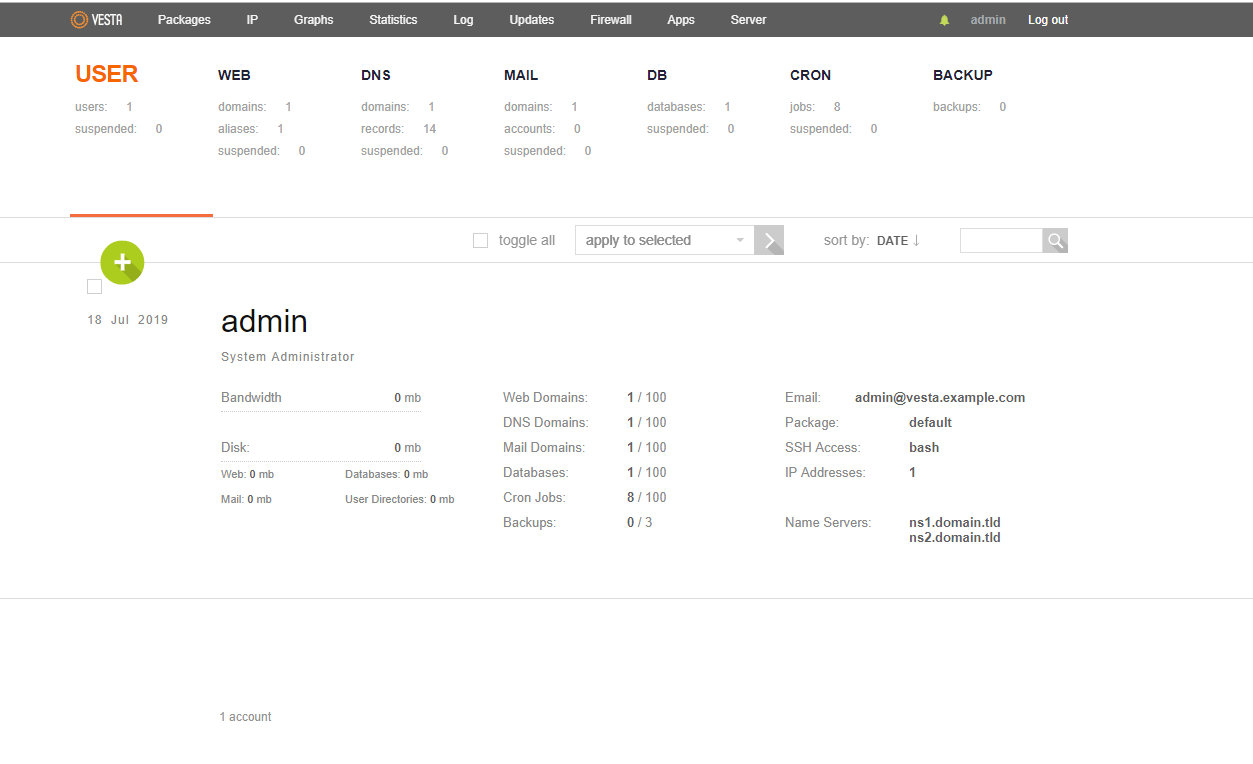 VESTA Packages IP Graphs Statistics Log Updates Firewall Apps Server admin Log out
USER WEB DNS MAIL DB CRON BACKUP
users: 1 domains: 1 domains: 1 domains: 1 databases: 1 jobs: 8 backups: 0
suspended: 0 aliases: 1 records: 14 accounts: 0 suspended: 0 suspended: 0
suspended: 0 suspended: 0 suspended: 0
toggle all apply to selected sort by: DATE ↓
+
18 Jul 2019 admin
System Administrator
Bandwidth 0 mb Web Domains: 1 / 100 Email: admin@vesta.example.com
DNS Domains: 1 / 100 Package: default
Disk: 0 mb Mail Domains: 1 / 100 SSH Access: bash
Web: 0 mb Databases: 0 mb Databases: 1 / 100 IP Addresses: 1
Mail: 0 mb User Directories: 0 mb Cron Jobs: 8 / 100
Backups: 0 / 3 Name Servers: ns1.domain.tld
ns2.domain.tld
1 account